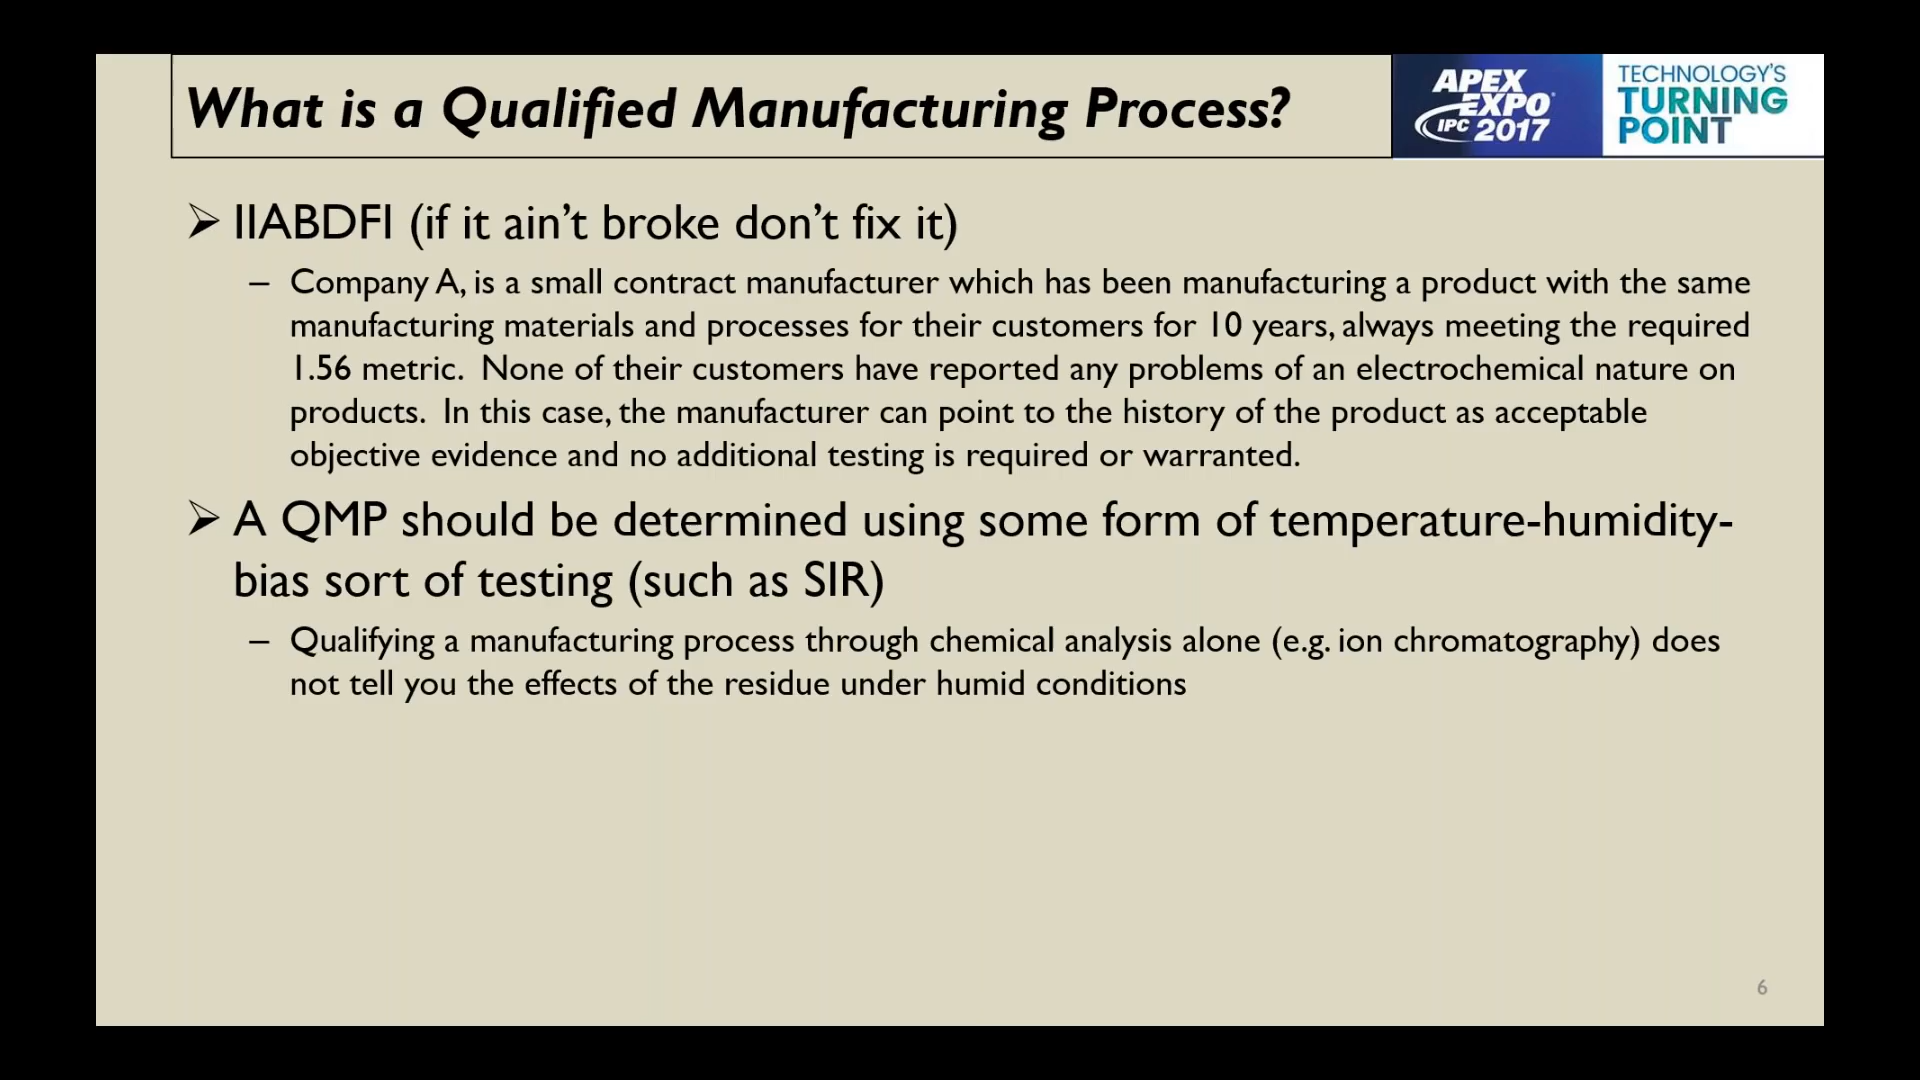 What is a Qualified Manufacturing Process?
APEX
EXPO
IPC 2017
TECHNOLOGY'S
TURNING
POINT
➢ IIABDFI (if it ain't broke don't fix it)
– Company A, is a small contract manufacturer which has been manufacturing a product with the same
manufacturing materials and processes for their customers for 10 years, always meeting the required
1.56 metric.  None of their customers have reported any problems of an electrochemical nature on
products.  In this case, the manufacturer can point to the history of the product as acceptable
objective evidence and no additional testing is required or warranted.
➢ A QMP should be determined using some form of temperature-humidity-
bias sort of testing (such as SIR)
– Qualifying a manufacturing process through chemical analysis alone (e.g. ion chromatography) does
not tell you the effects of the residue under humid conditions
6